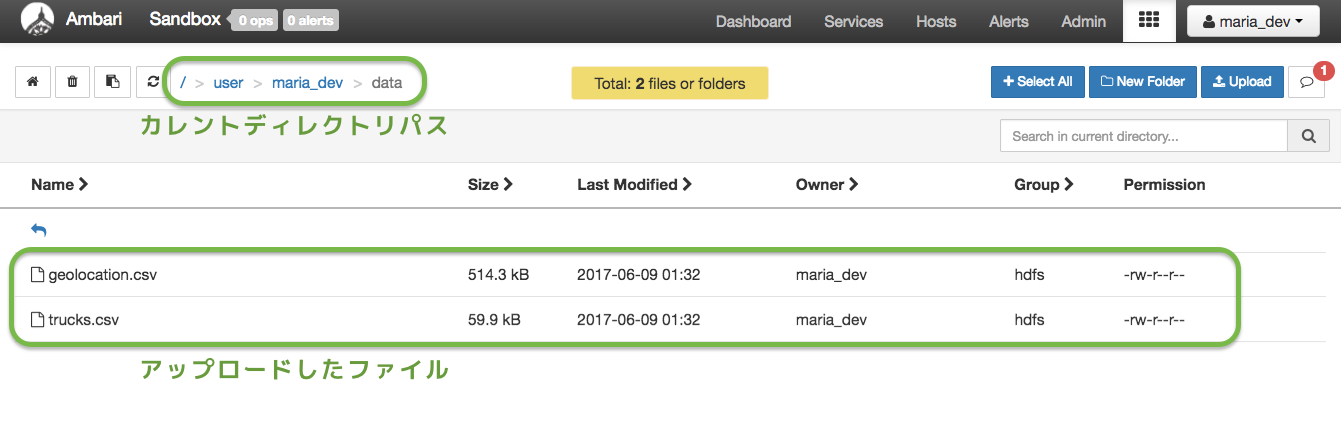 Ambari Sandbox 0 ops 0 alerts Dashboard Services Hosts Alerts Admin maria_dev
/ > user > maria_dev > data Total: 2 files or folders Select All New Folder Upload 1
カレントディレクトリパス
Search in current directory...
Name Size Last Modified Owner Group Permission
geolocation.csv 514.3 kB 2017-06-09 01:32 maria_dev hdfs -rw-r--r--
trucks.csv 59.9 kB 2017-06-09 01:32 maria_dev hdfs -rw-r--r--
アップロードしたファイル